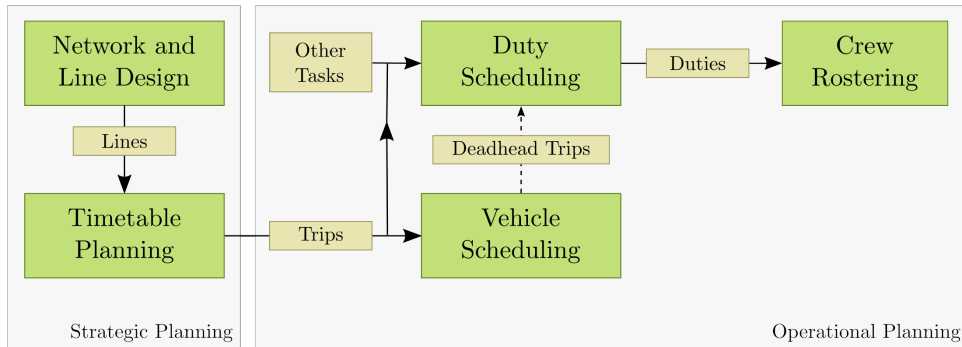 Network and
Line Design
Lines
Timetable
Planning
Strategic Planning
Other
Tasks
Duty
Scheduling
Duties
Crew
Rostering
Deadhead Trips
Trips
Vehicle
Scheduling
Operational Planning